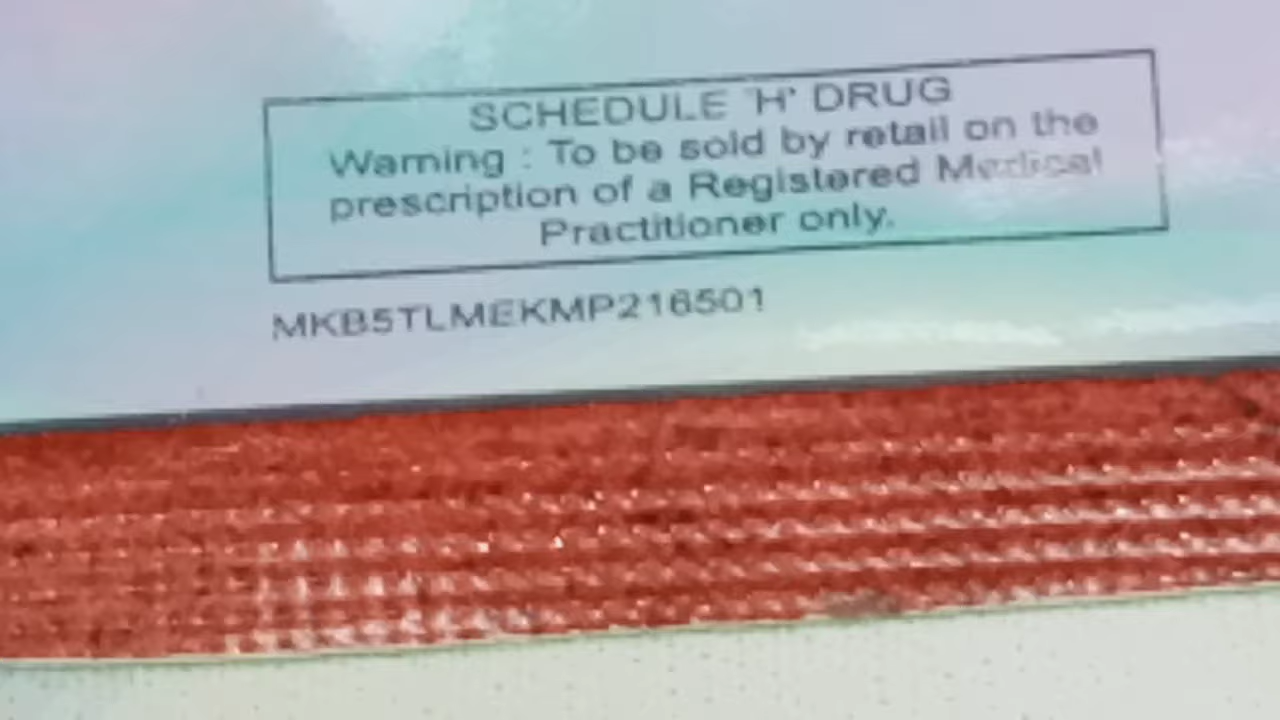 SCHEDULE 'H' DRUG
Warning : To be sold by retail on the
prescription of a Registered Medical
Practitioner only.
MKB5TLMEKMP216501